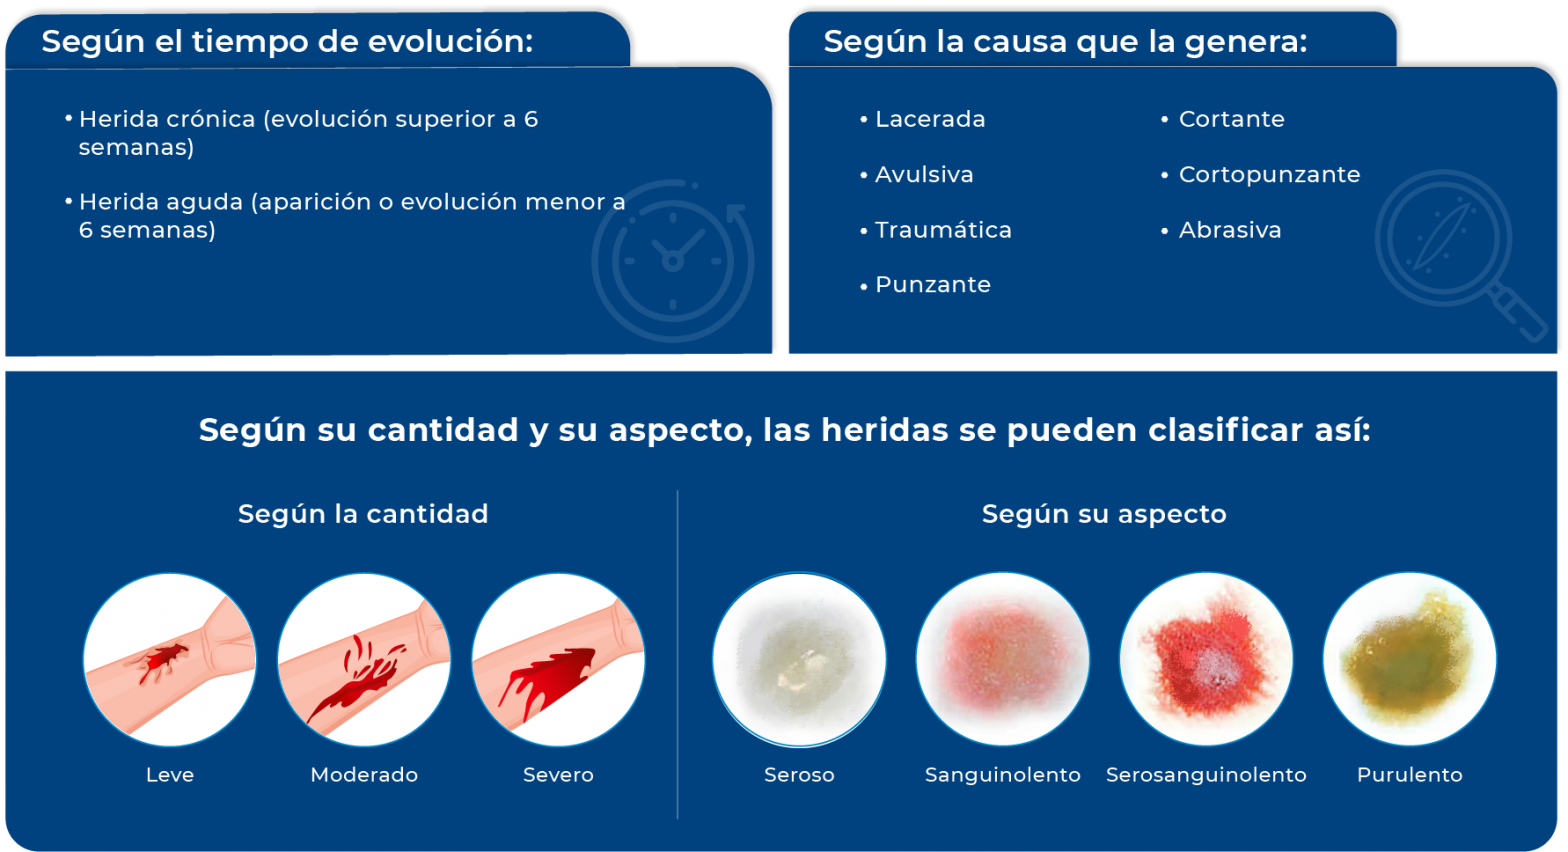 Según el tiempo de evolución:
• Herida crónica (evolución superior a 6
semanas)
• Herida aguda (aparición o evolución menor a
6 semanas)
Según la causa que la genera:
• Lacerada
• Avulsiva
• Traumática
• Punzante
• Cortante
• Cortopunzante
• Abrasiva
Según su cantidad y su aspecto, las heridas se pueden clasificar así:
Según la cantidad
Leve
Moderado
Severo
Según su aspecto
Seroso
Sanguinolento
Serosanguinolento
Purulento